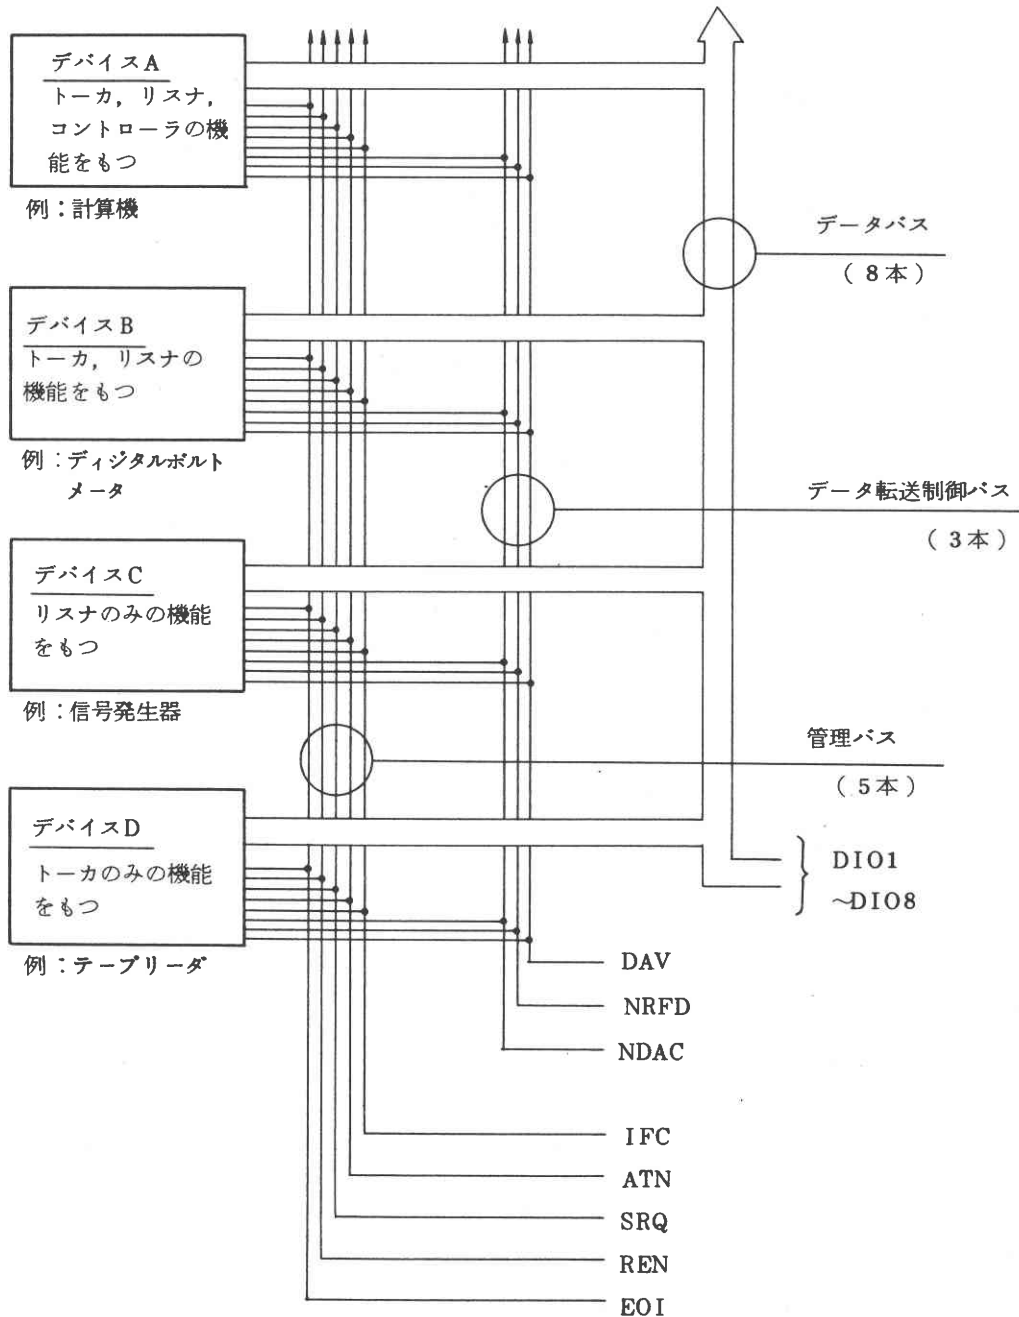 デバイスA
トーカ，リスナ，
コントローラの機
能をもつ
例：計算機
データバス
（8本）
デバイスB
トーカ，リスナの
機能をもつ
例：ディジタルボルト
メータ
データ転送制御バス
（3本）
デバイスC
リスナのみの機能
をもつ
例：信号発生器
管理バス
（5本）
デバイスD
トーカのみの機能
をもつ
例：テープリーダ
DIO1
～DIO8
DAV
NRFD
NDAC
IFC
ATN
SRQ
REN
EOI